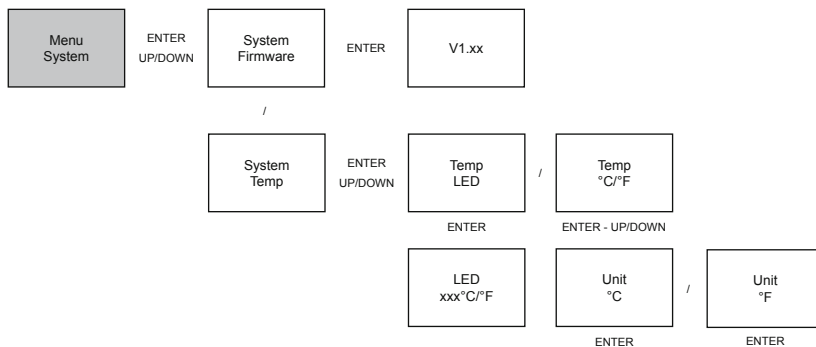 Menu
System
ENTER
UP/DOWN
System
Firmware
ENTER
V1.xx
/
System
Temp
ENTER
UP/DOWN
Temp
LED
/
Temp
°C/°F
ENTER
ENTER - UP/DOWN
LED
xxx°C/°F
Unit
°C
/
Unit
°F
ENTER
ENTER